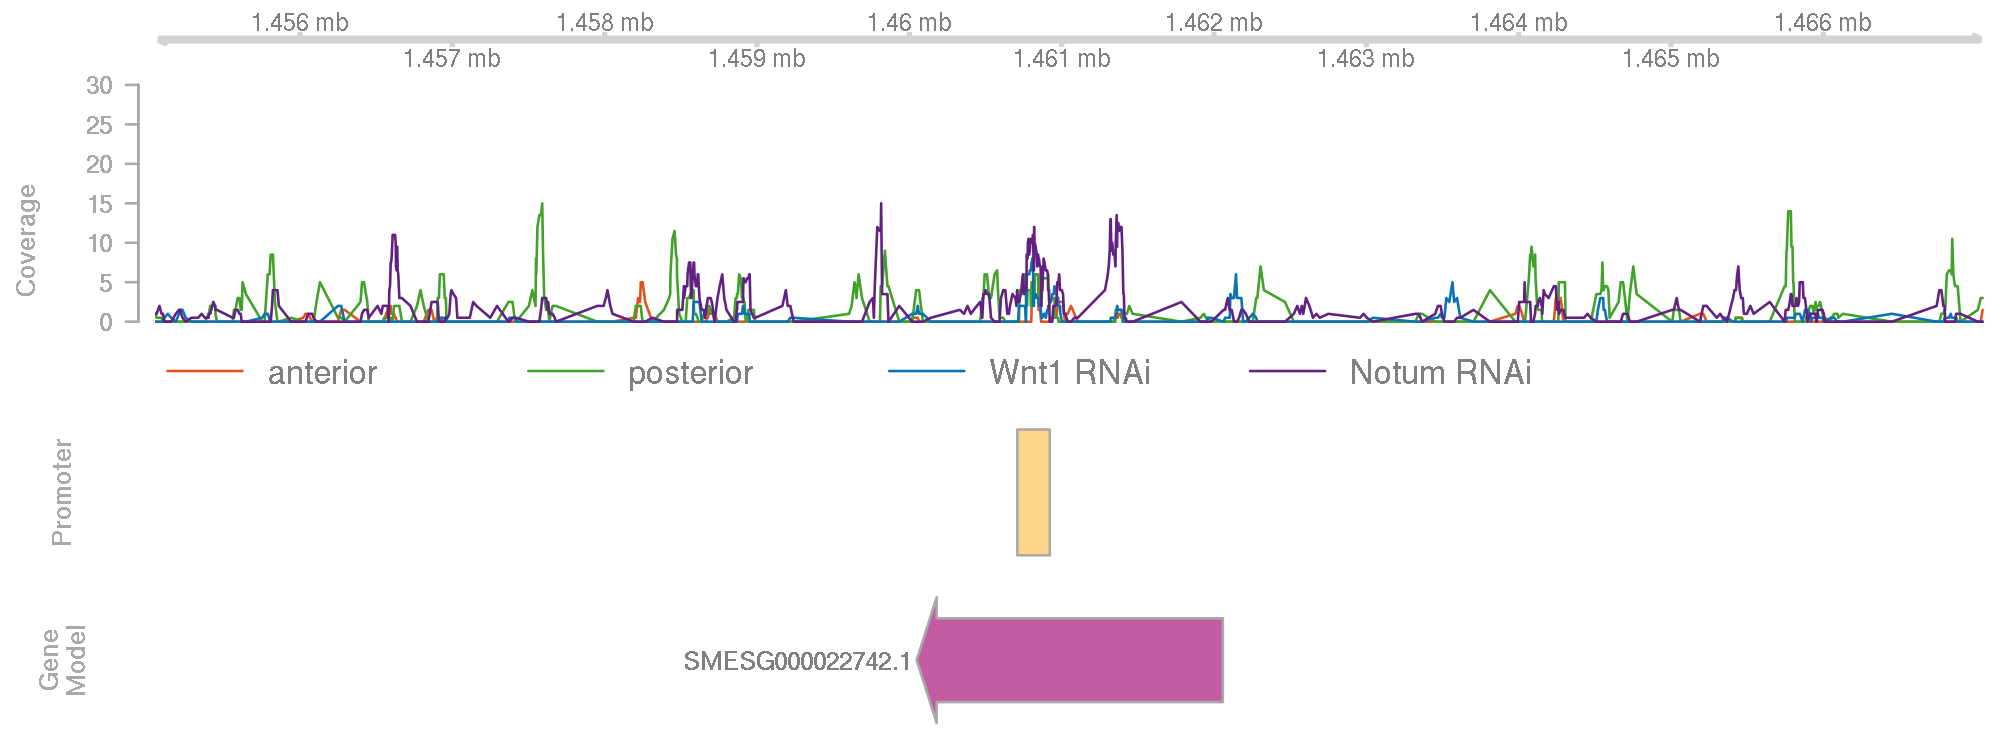 1.456 mb 1.458 mb 1.46 mb 1.462 mb 1.464 mb 1.466 mb
1.457 mb 1.459 mb 1.461 mb 1.463 mb 1.465 mb
30
25
20
15
10
5
0
Coverage
anterior posterior Wnt1 RNAi Notum RNAi
Promoter
Gene
Model
SMESG000022742.1